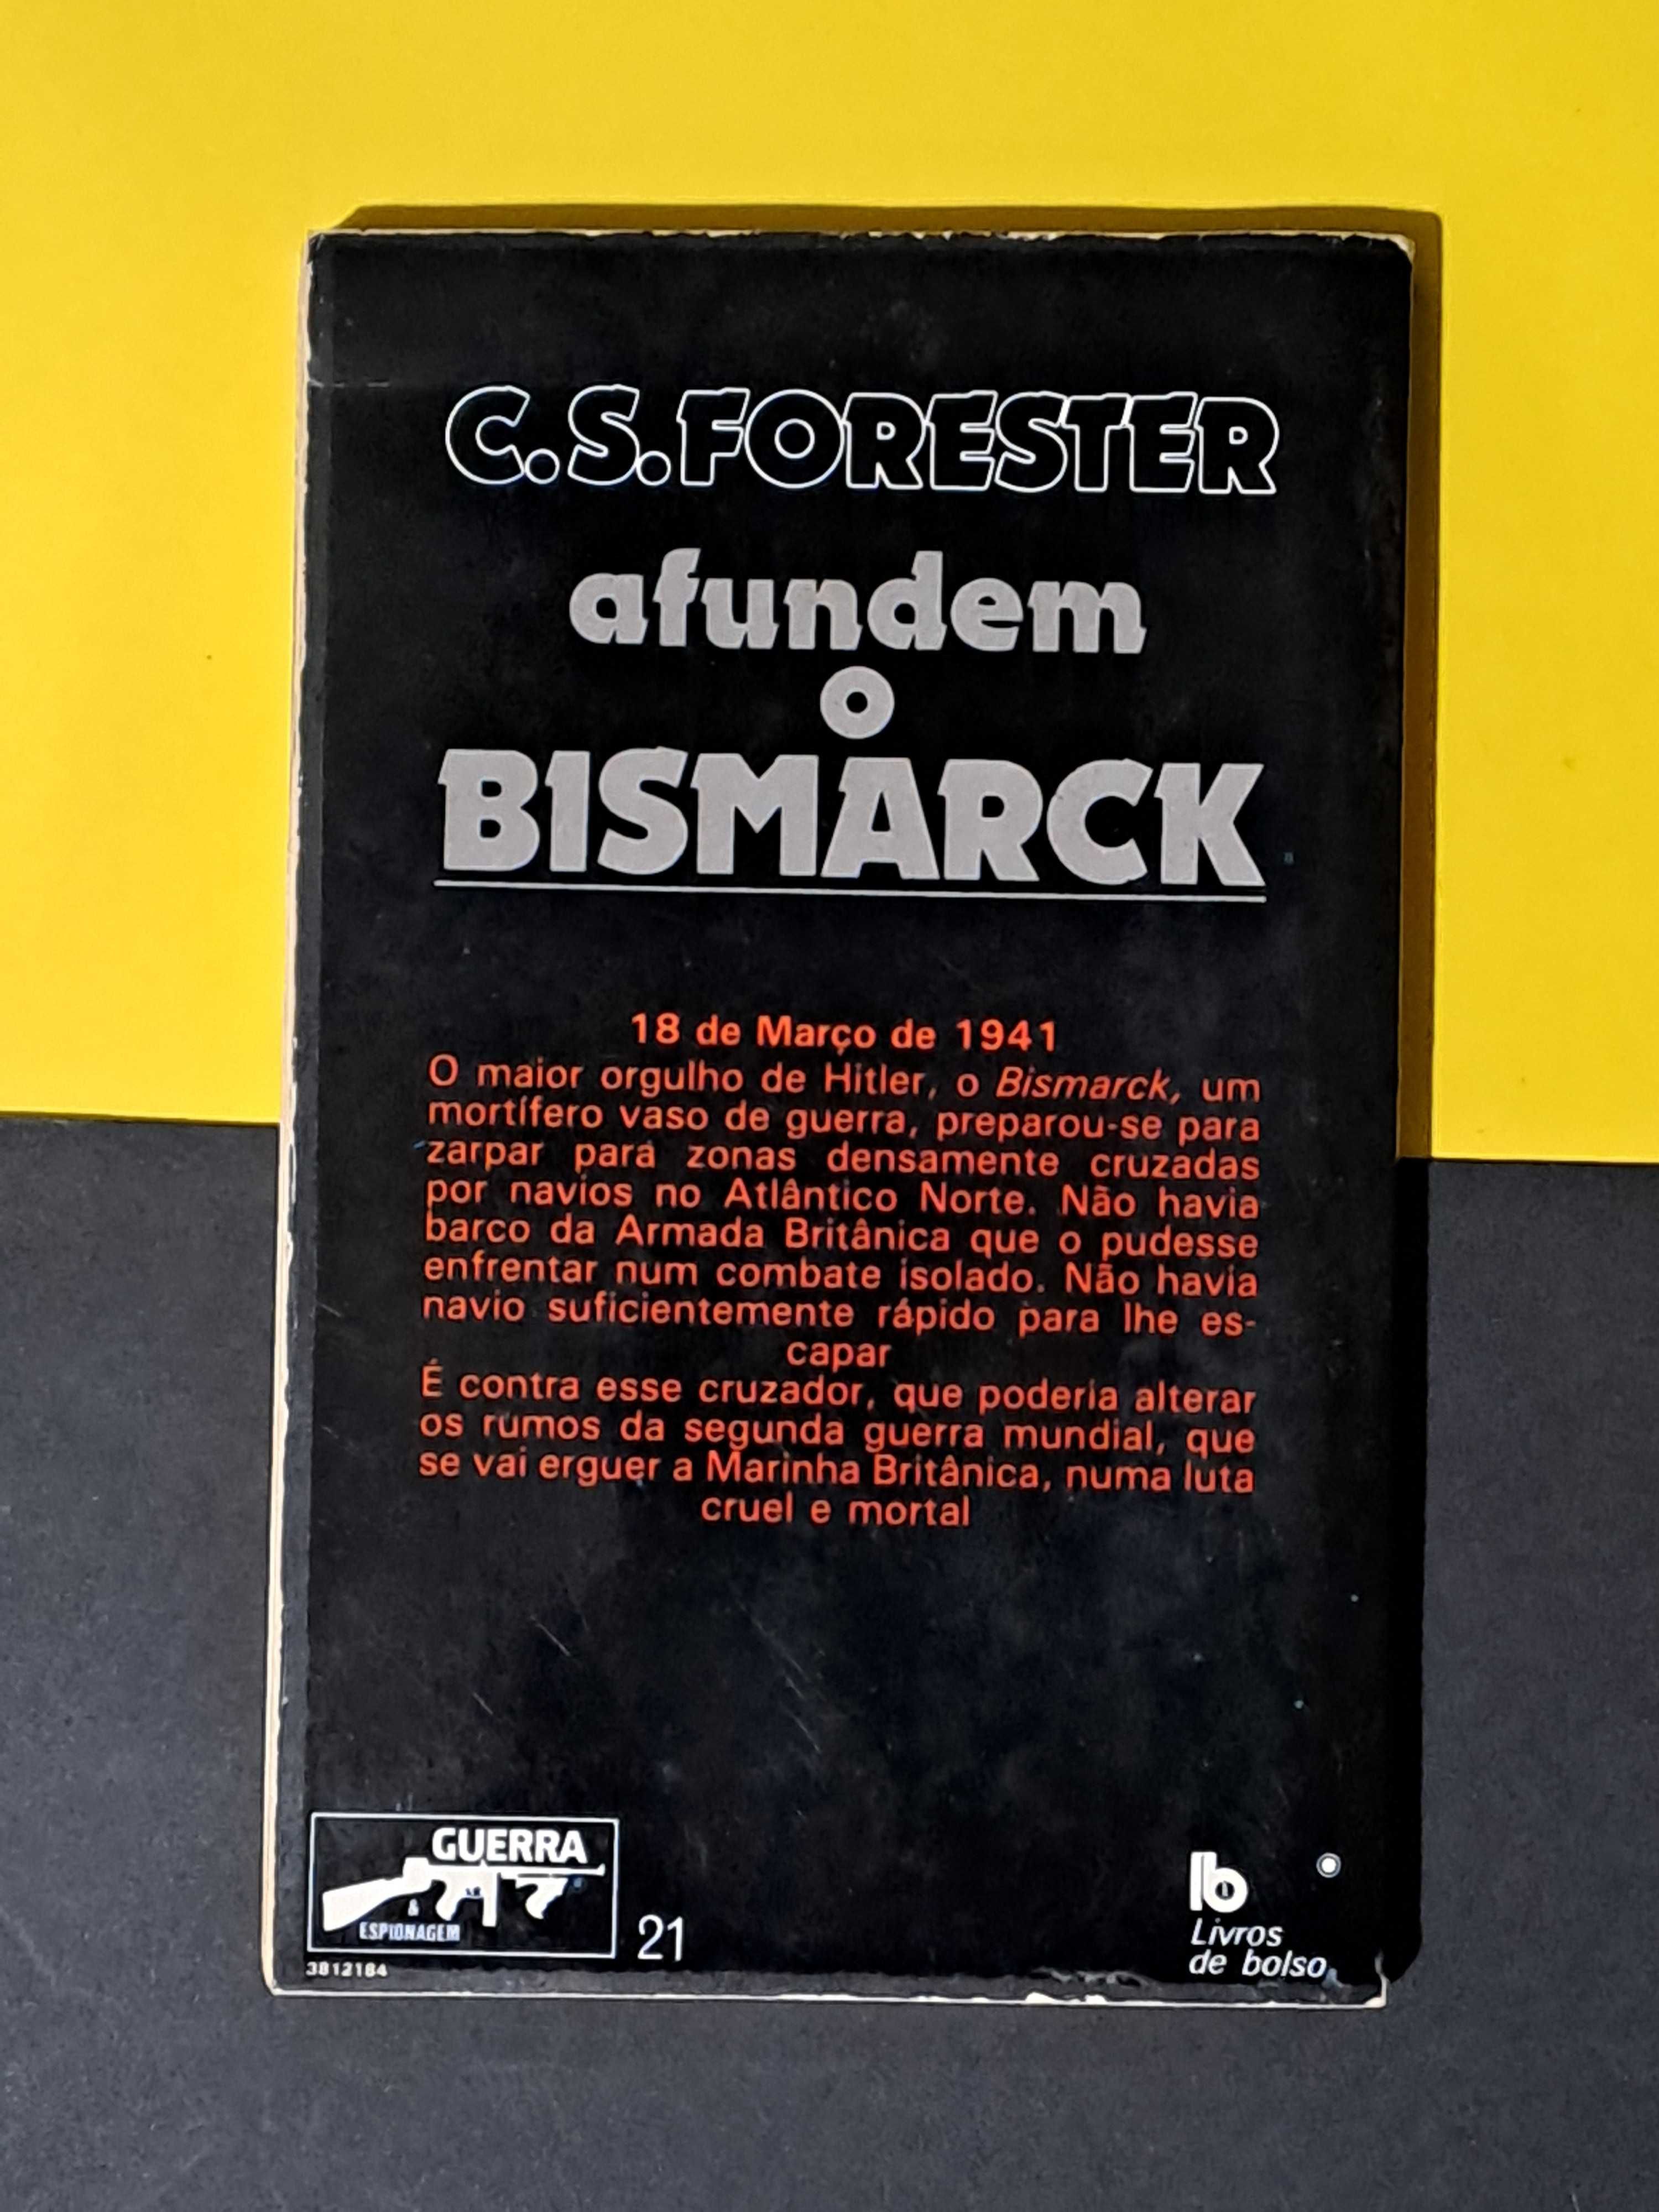 C.S.FORESTER
afundem
o
BISMARCK
18 de Março de 1941
O maior orgulho de Hitler, o Bismarck, um
mortífero vaso de guerra, preparou-se para
zarpar para zonas densamente cruzadas
por navios no Atlântico Norte. Não havia
barco da Armada Britânica que o pudesse
enfrentar num combate isolado. Não havia
navio suficientemente rápido para lhe es-
capar
É contra esse cruzador, que poderia alterar
os rumos da segunda guerra mundial, que
se vai erguer a Marinha Britânica, numa luta
cruel e mortal
GUERRA
&
ESPIONAGEM
21
3812184
lb
Livros
de bolso